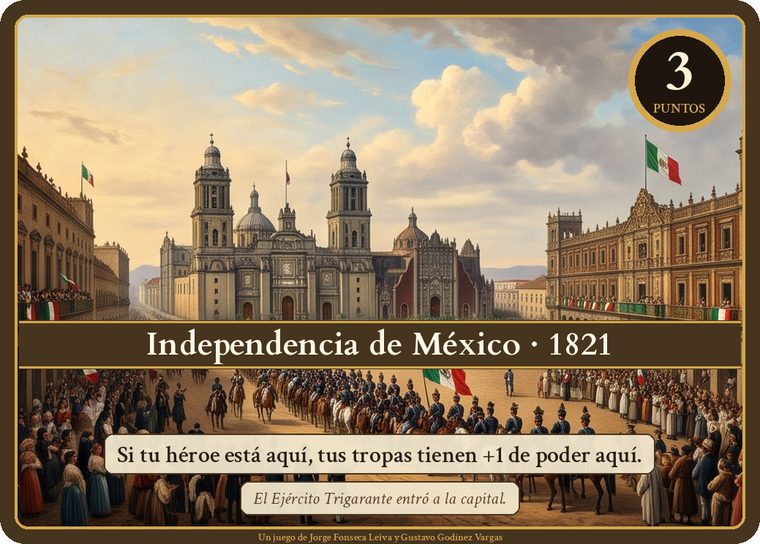 3
PUNTOS
Independencia de México · 1821
Si tu héroe está aquí, tus tropas tienen +1 de poder aquí.
El Ejército Trigarante entró a la capital.
Un juego de Jorge Fonseca Leiva y Gustavo Godínez Vargas